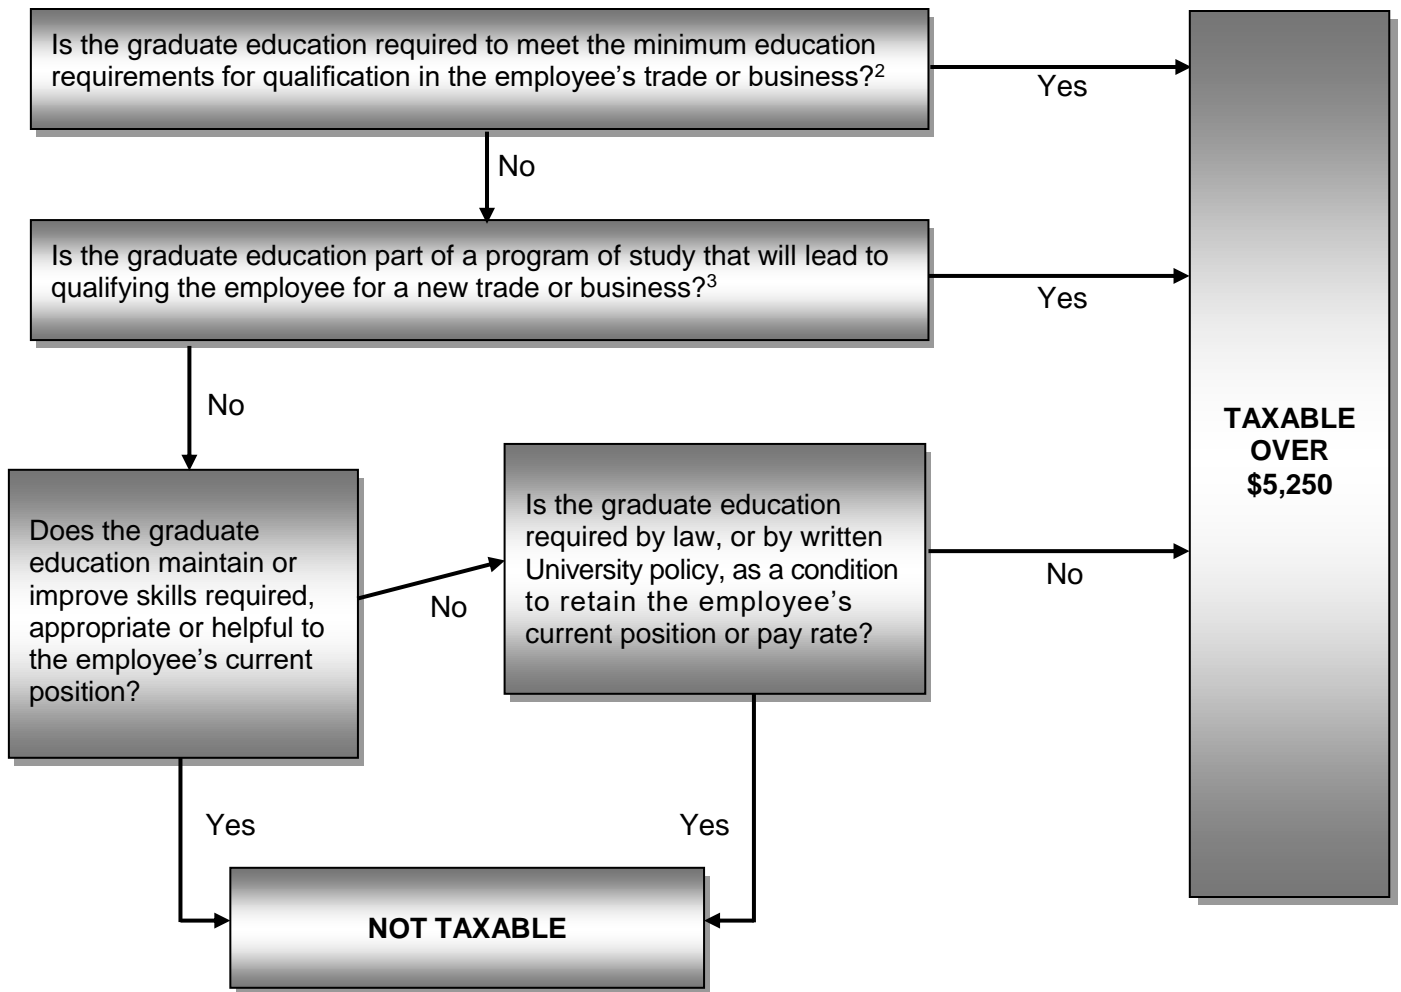 Is the graduate education required to meet the minimum education
requirements for qualification in the employee’s trade or business?²
Yes
No
Is the graduate education part of a program of study that will lead to
qualifying the employee for a new trade or business?³
Yes
No
TAXABLE
OVER
$5,250
Does the graduate
education maintain or
improve skills required,
appropriate or helpful to
the employee’s current
position?
No
Is the graduate education
required by law, or by written
University policy, as a condition
to retain the employee’s
current position or pay rate?
No
Yes
Yes
NOT TAXABLE